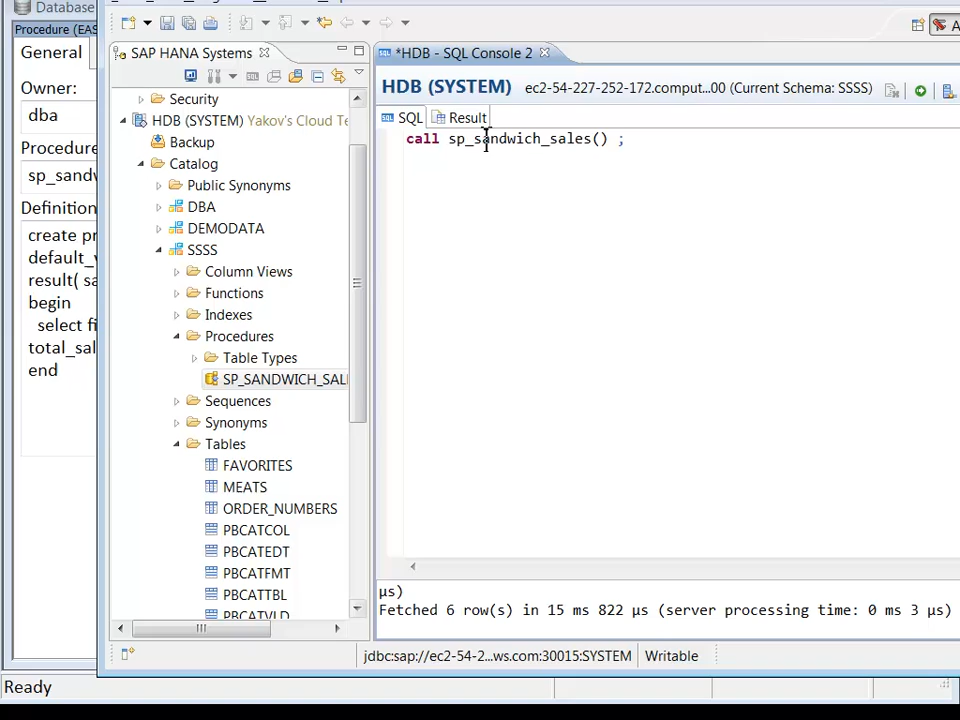 Database
Procedure (EAS
General
Owner:
dba
Procedure
sp_sandw
Definition
create pr
default_v
result( sa
begin
select fi
total_sal
end
Ready
SAP HANA Systems
Security
HDB (SYSTEM) Yakov's Cloud Te
Backup
Catalog
Public Synonyms
DBA
DEMODATA
SSSS
Column Views
Functions
Indexes
Procedures
Table Types
SP_SANDWICH_SALI
Sequences
Synonyms
Tables
FAVORITES
MEATS
ORDER_NUMBERS
PBCATCOL
PBCATEDT
PBCATFMT
PBCATTBL
PBCATVLD
*HDB - SQL Console 2
HDB (SYSTEM) ec2-54-227-252-172.comput...00 (Current Schema: SSSS)
SQL Result
call sp_sandwich_sales() ;
µs)
Fetched 6 row(s) in 15 ms 822 µs (server processing time: 0 ms 3 µs)
jdbc:sap://ec2-54-2...ws.com:30015:SYSTEM Writable